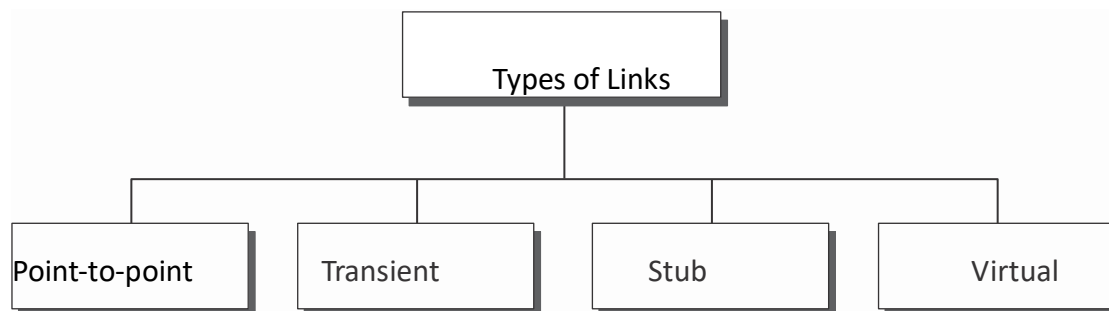 Types of Links
Point-to-point
Transient
Stub
Virtual